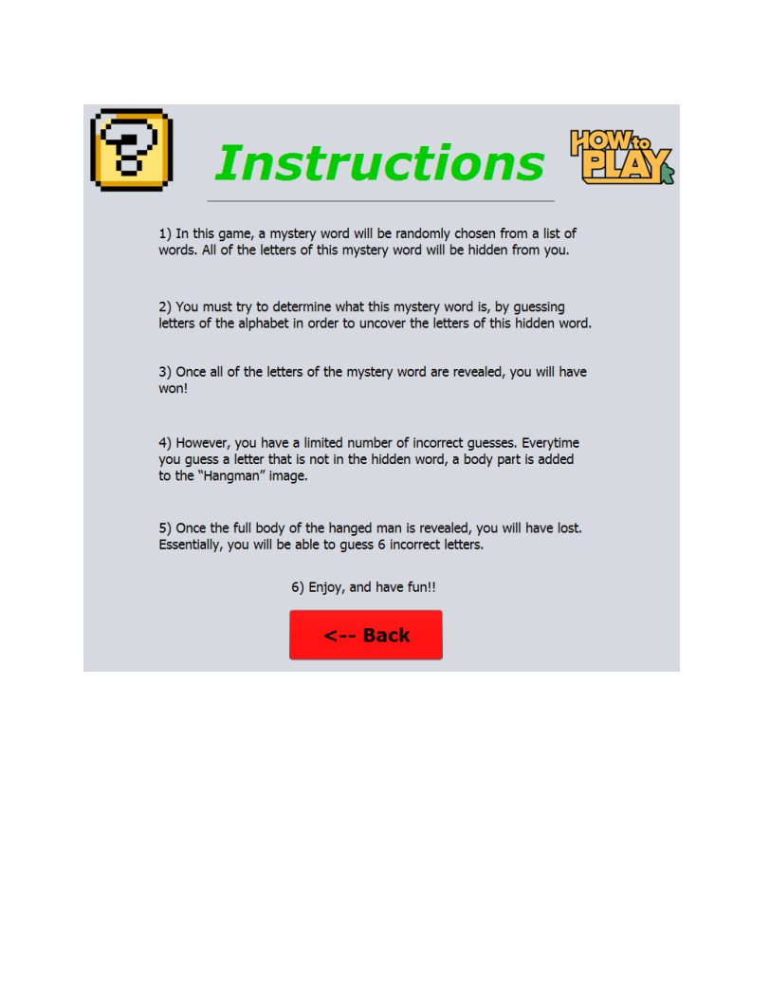 ?
Instructions
HOW to
PLAY
1) In this game, a mystery word will be randomly chosen from a list of
words. All of the letters of this mystery word will be hidden from you.
2) You must try to determine what this mystery word is, by guessing
letters of the alphabet in order to uncover the letters of this hidden word.
3) Once all of the letters of the mystery word are revealed, you will have
won!
4) However, you have a limited number of incorrect guesses. Everytime
you guess a letter that is not in the hidden word, a body part is added
to the “Hangman” image.
5) Once the full body of the hanged man is revealed, you will have lost.
Essentially, you will be able to guess 6 incorrect letters.
6) Enjoy, and have fun!!
<-- Back